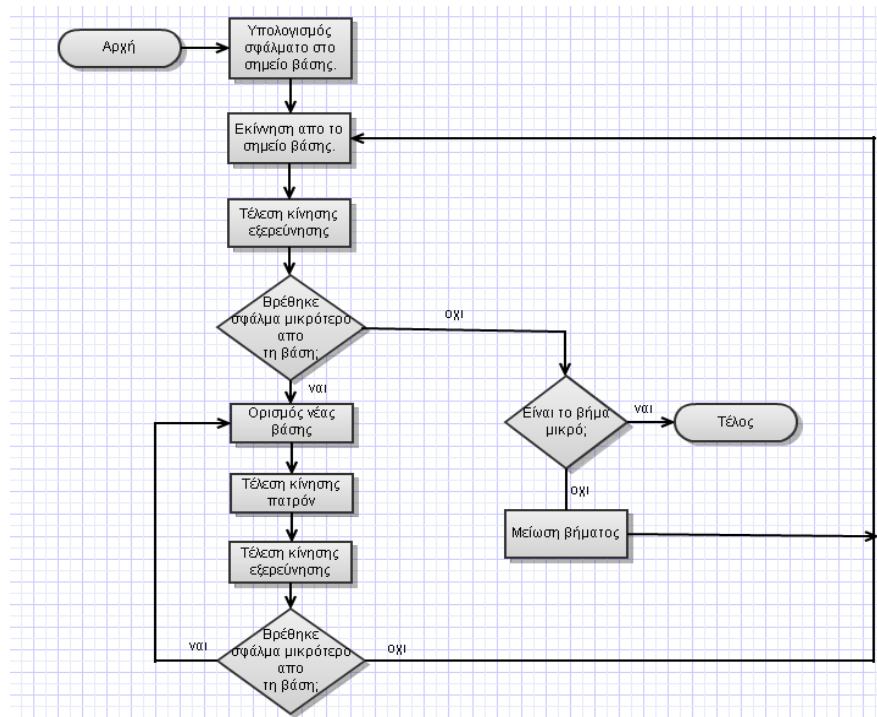 Αρχή
Υπολογισμός
σφάλματο στο
σημείο βάσης.
Εκίννηση απο το
σημείο βάσης.
Τέλεση κίνησης
εξερεύνησης
Βρέθηκε
σφάλμα μικρότερο
απο
τη βάση;
οχι
ναι
Είναι το βήμα
μικρό;
ναι
Τέλος
οχι
Μείωση βήματος
Ορισμός νέας
βάσης
Τέλεση κίνησης
πατρόν
Τέλεση κίνησης
εξερεύνησης
Βρέθηκε
σφάλμα μικρότερο
απο
τη βάση;
ναι
οχι